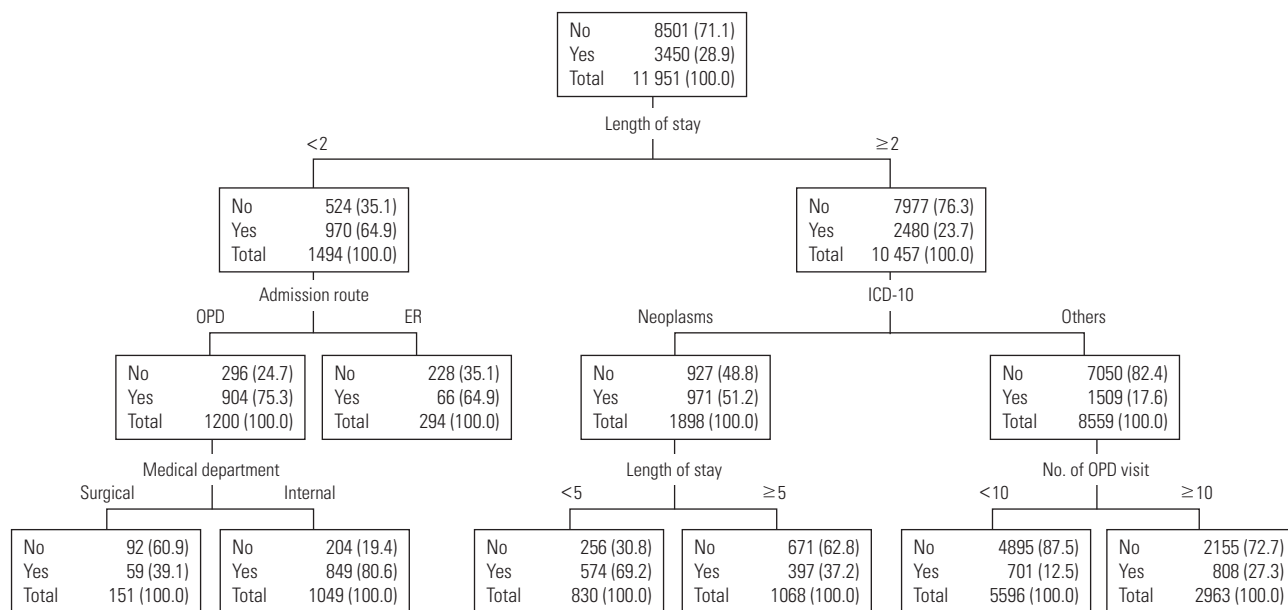 No 8501 (71.1)
Yes 3450 (28.9)
Total 11 951 (100.0)
Length of stay
<2
≥2
No 524 (35.1)
Yes 970 (64.9)
Total 1494 (100.0)
No 7977 (76.3)
Yes 2480 (23.7)
Total 10 457 (100.0)
Admission route
ICD-10
OPD
ER
Neoplasms
Others
No 296 (24.7)
Yes 904 (75.3)
Total 1200 (100.0)
No 228 (35.1)
Yes 66 (64.9)
Total 294 (100.0)
No 927 (48.8)
Yes 971 (51.2)
Total 1898 (100.0)
No 7050 (82.4)
Yes 1509 (17.6)
Total 8559 (100.0)
Medical department
Length of stay
No. of OPD visit
Surgical
Internal
<5
≥5
<10
≥10
No 92 (60.9)
Yes 59 (39.1)
Total 151 (100.0)
No 204 (19.4)
Yes 849 (80.6)
Total 1049 (100.0)
No 256 (30.8)
Yes 574 (69.2)
Total 830 (100.0)
No 671 (62.8)
Yes 397 (37.2)
Total 1068 (100.0)
No 4895 (87.5)
Yes 701 (12.5)
Total 5596 (100.0)
No 2155 (72.7)
Yes 808 (27.3)
Total 2963 (100.0)